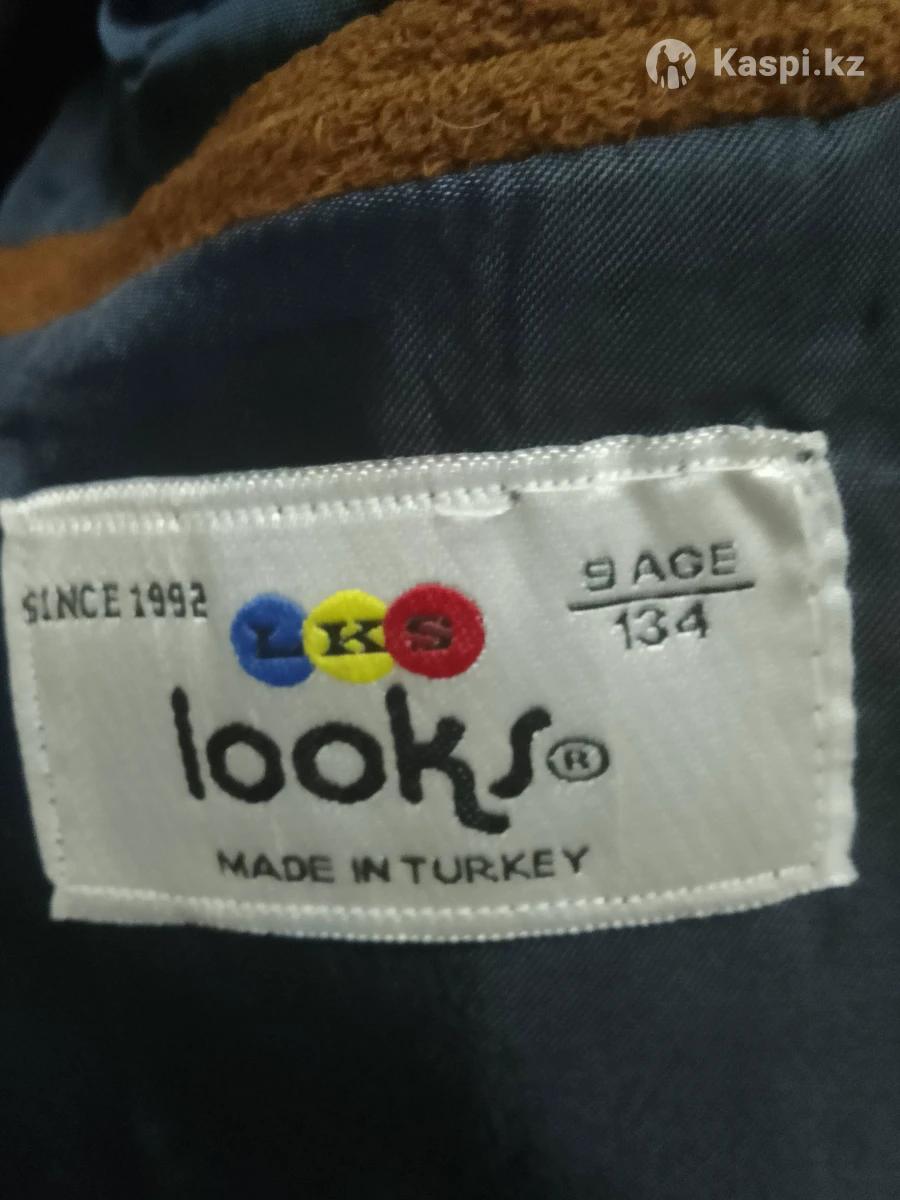 Kaspi.kz
SINCE 1992
LKS
9 AGE
134
looks®
MADE IN TURKEY